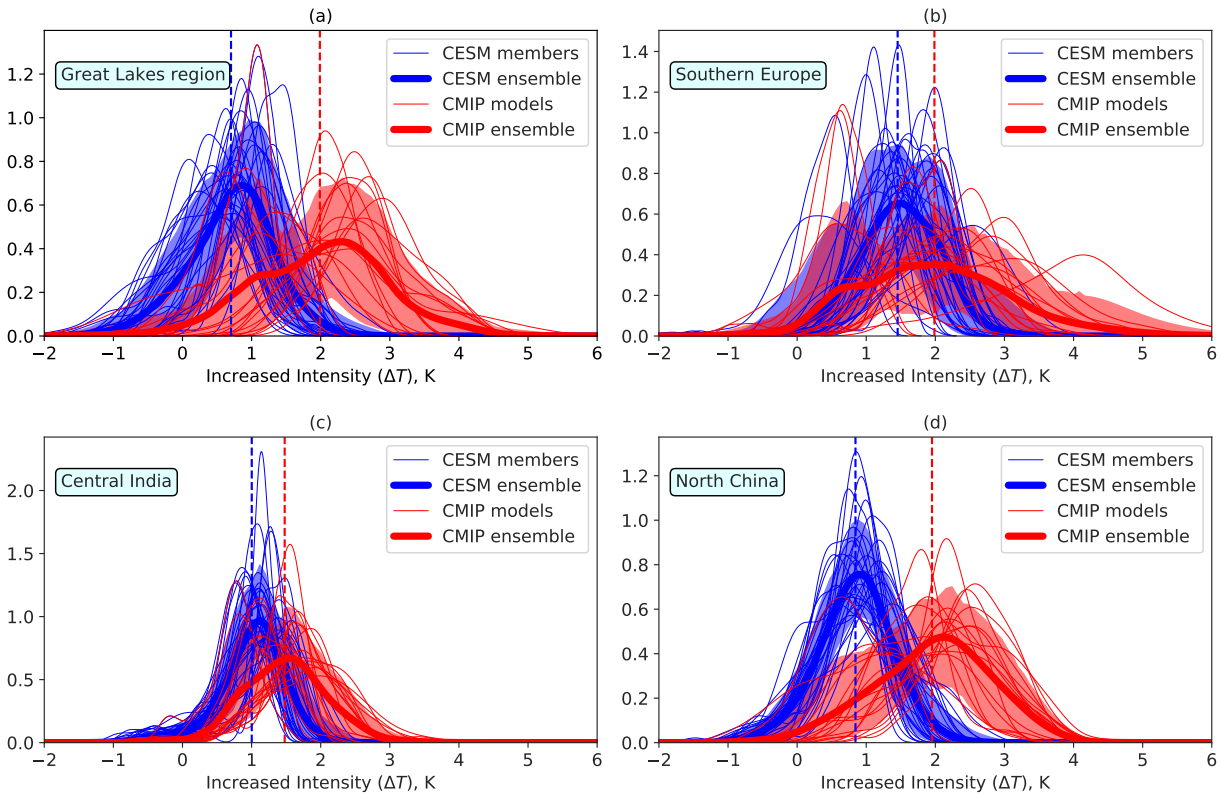 (a)
Great Lakes region
CESM members
CESM ensemble
CMIP models
CMIP ensemble
1.2
1.0
0.8
0.6
0.4
0.2
0.0
−2 −1 0 1 2 3 4 5 6
Increased Intensity (ΔT), K
(b)
Southern Europe
CESM members
CESM ensemble
CMIP models
CMIP ensemble
1.4
1.2
1.0
0.8
0.6
0.4
0.2
0.0
−2 −1 0 1 2 3 4 5 6
Increased Intensity (ΔT), K
(c)
Central India
CESM members
CESM ensemble
CMIP models
CMIP ensemble
2.0
1.5
1.0
0.5
0.0
−2 −1 0 1 2 3 4 5 6
Increased Intensity (ΔT), K
(d)
North China
CESM members
CESM ensemble
CMIP models
CMIP ensemble
1.2
1.0
0.8
0.6
0.4
0.2
0.0
−2 −1 0 1 2 3 4 5 6
Increased Intensity (ΔT), K